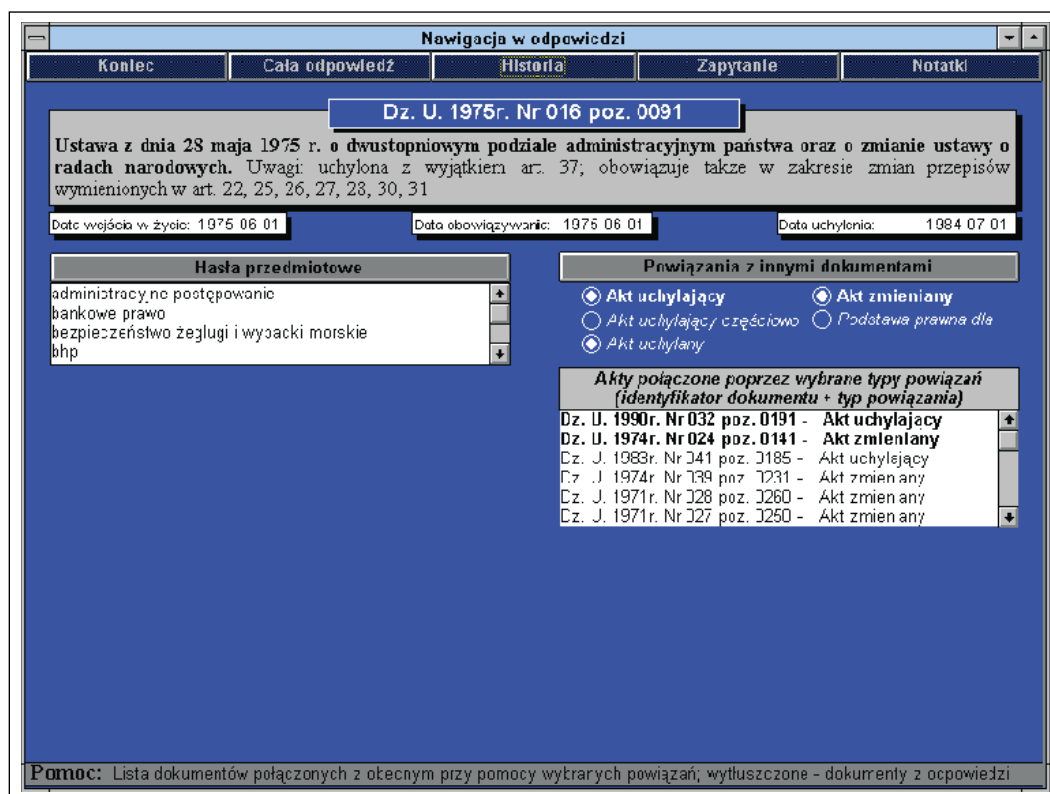 Nawigacja w odpowiedzi
Koniec Cała odpowiedź Historia Zapytanie Notatki
Dz. U. 1975r. Nr 016 poz. 0091
Ustawa z dnia 28 maja 1975 r. o dwustopniowym podziale administracyjnym państwa oraz o zmianie ustawy o
radach narodowych. Uwagi: uchylona z wyjątkiem art. 37; obowiązuje także w zakresie zmian przepisów
wymienionych w art. 22, 25, 26, 27, 28, 30, 31
Data wejścia w życie: 1975 06 01 Data obowiązywania: 1975 06 01 Data uchylenia: 1984 07 01
Hasła przedmiotowe
administracyjne postępowanie
bankowe prawo
bezpieczeństwo żeglugi i wypadki morskie
bhp
Powiązania z innymi dokumentami
Akt uchylający Akt zmieniany
Akt uchylający częściowo Podstawa prawna dla
Akt uchylany
Akty połączone poprzez wybrane typy powiązań
(identyfikator dokumentu + typ powiązania)
Dz. U. 1990r. Nr 032 poz. 0191 - Akt uchylający
Dz. U. 1974r. Nr 024 poz. 0141 - Akt zmieniany
Dz. U. 1983r. Nr 041 poz. 0185 - Akt uchylający
Dz. U. 1974r. Nr 039 poz. 0231 - Akt zmieniany
Dz. U. 1971r. Nr 028 poz. 0260 - Akt zmieniany
Dz. U. 1971r. Nr 027 poz. 0250 - Akt zmieniany
Pomoc: Lista dokumentów połączonych z obecnym przy pomocy wybranych powiązań; wytłuszczone - dokumenty z odpowiedzi